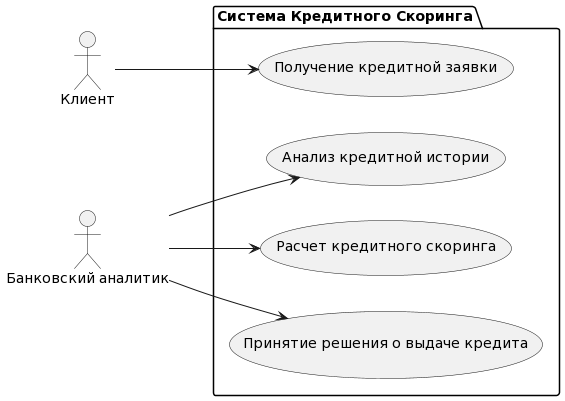 Система Кредитного Скоринга
Получение кредитной заявки
Клиент
Анализ кредитной истории
Расчет кредитного скоринга
Банковский аналитик
Принятие решения о выдаче кредита